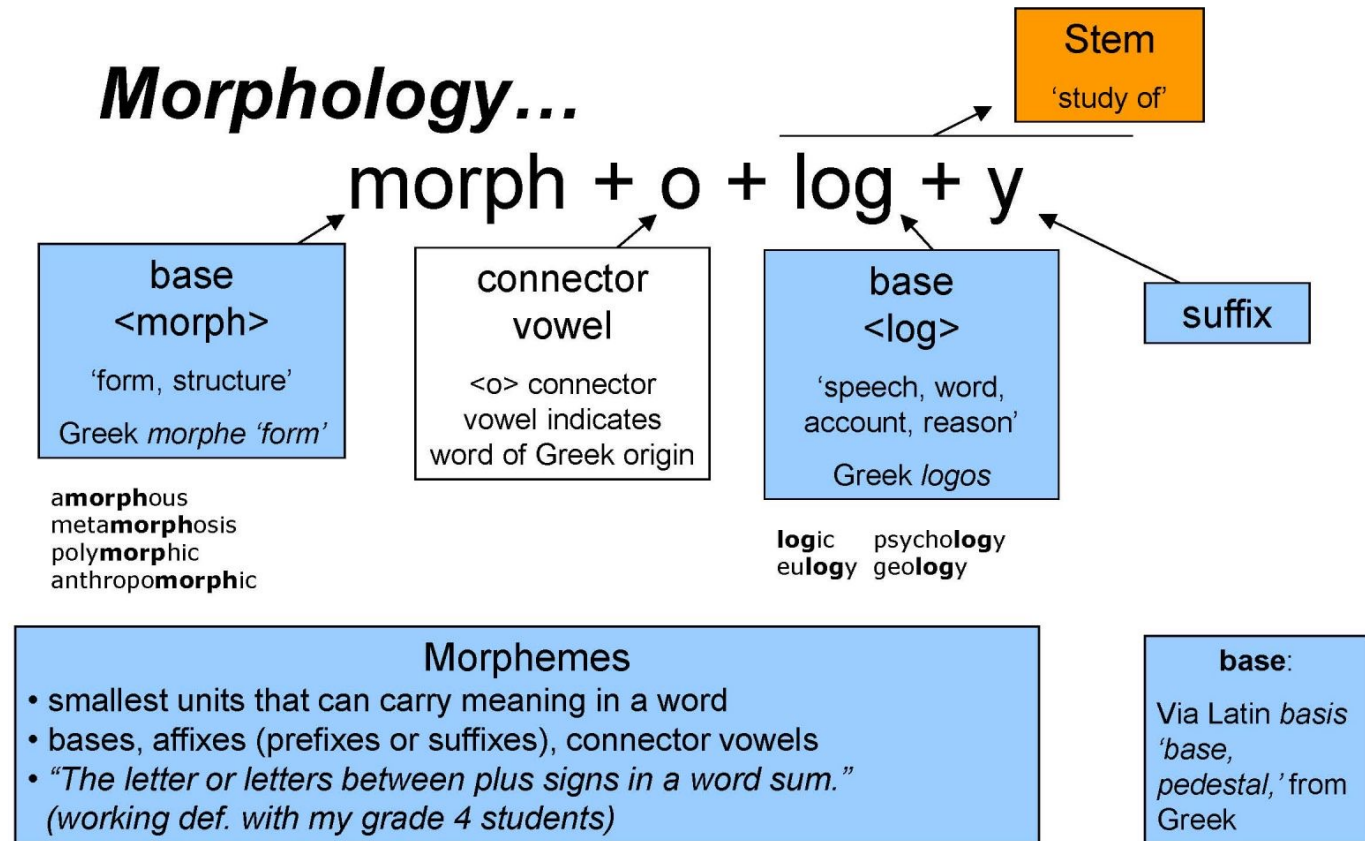 Morphology…
Stem
‘study of’
morph + o + log + y
base
<morph>
‘form, structure’
Greek morphe ‘form’
connector
vowel
<o> connector
vowel indicates
word of Greek origin
base
<log>
‘speech, word,
account, reason’
Greek logos
suffix
amorphous
metamorphosis
polymorphic
anthropomorphic
logic psychology
eulogy geology
Morphemes
• smallest units that can carry meaning in a word
• bases, affixes (prefixes or suffixes), connector vowels
• “The letter or letters between plus signs in a word sum.”
(working def. with my grade 4 students)
base:
Via Latin basis
‘base,
pedestal,’ from
Greek